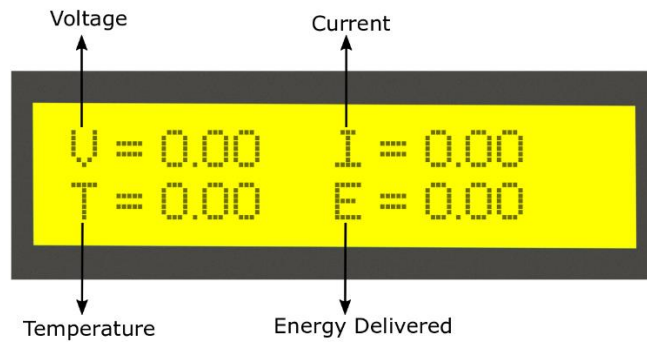 Voltage Current
V = 0.00 I = 0.00
T = 0.00 E = 0.00
Temperature Energy Delivered